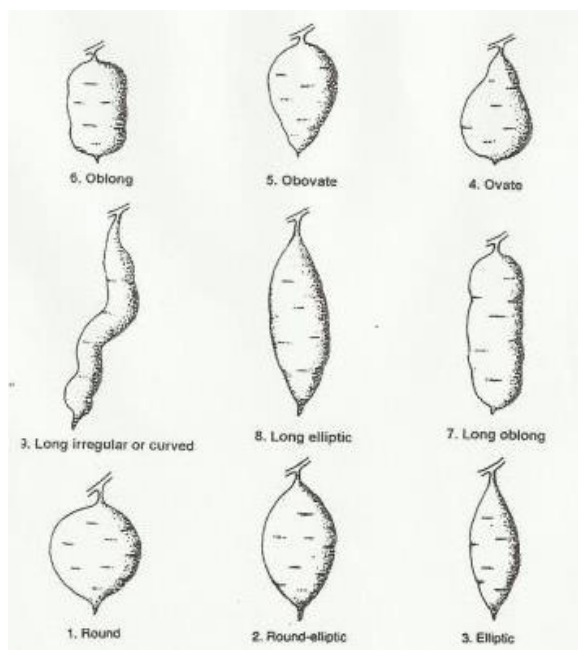 6. Oblong
5. Obovate
4. Ovate
9. Long irregular or curved
8. Long elliptic
7. Long oblong
1. Round
2. Round-elliptic
3. Elliptic